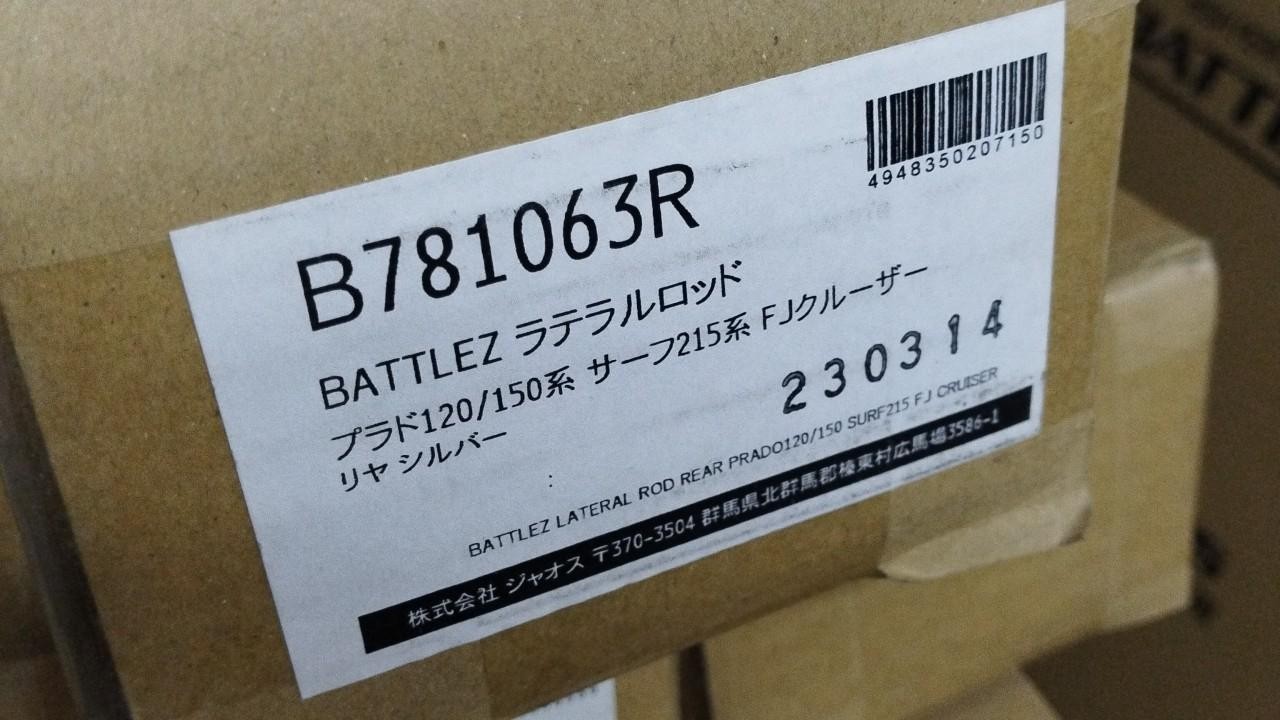 B781063R
4948350207150
BATTLEZ ラテラルロッド
プラド120/150系 サーフ215系 FJクルーザー
リヤ シルバー
230314
:
BATTLEZ LATERAL ROD REAR PRADO120/150 SURF215 FJ CRUISER
株式会社 ジャオス 〒370-3504 群馬県北群馬郡榛東村広馬場3586-1